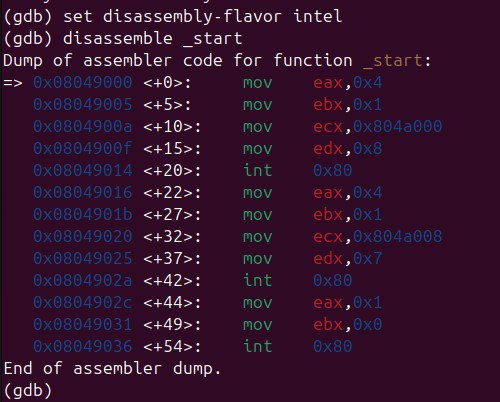 (gdb) set disassembly-flavor intel
(gdb) disassemble _start
Dump of assembler code for function _start:
=> 0x08049000 <+0>:     mov    eax,0x4
   0x08049005 <+5>:     mov    ebx,0x1
   0x0804900a <+10>:    mov    ecx,0x804a000
   0x0804900f <+15>:    mov    edx,0x8
   0x08049014 <+20>:    int    0x80
   0x08049016 <+22>:    mov    eax,0x4
   0x0804901b <+27>:    mov    ebx,0x1
   0x08049020 <+32>:    mov    ecx,0x804a008
   0x08049025 <+37>:    mov    edx,0x7
   0x0804902a <+42>:    int    0x80
   0x0804902c <+44>:    mov    eax,0x1
   0x08049031 <+49>:    mov    ebx,0x0
   0x08049036 <+54>:    int    0x80
End of assembler dump.
(gdb)